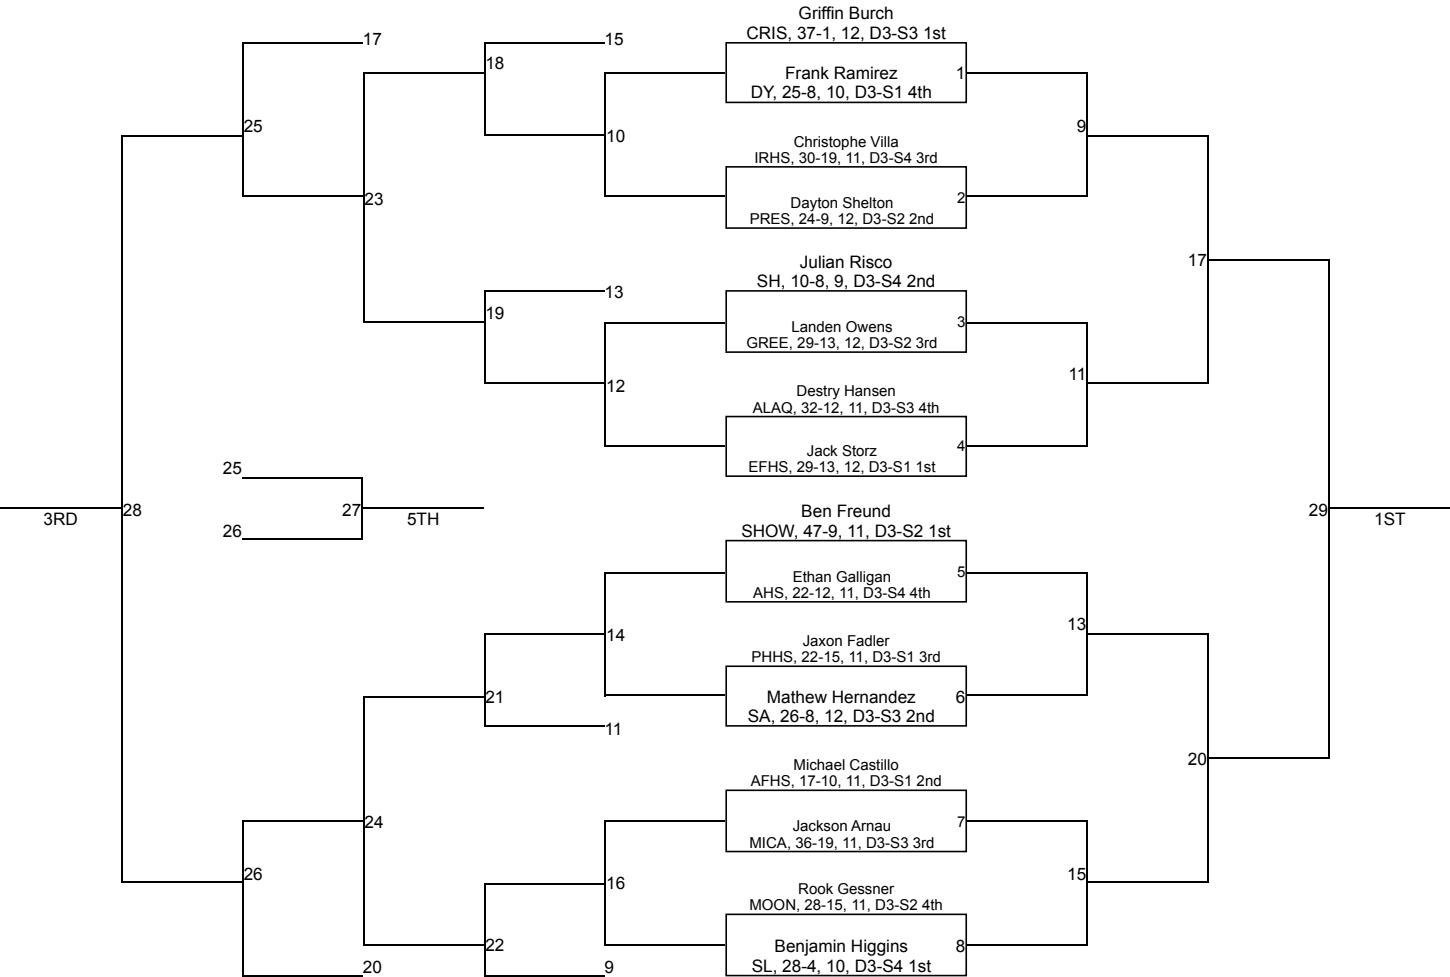 Griffin Burch
CRIS, 37-1, 12, D3-S3 1st
17
15
18
Frank Ramirez
1
DY, 25-8, 10, D3-S1 4th
25
9
10
Christophe Villa
IRHS, 30-19, 11, D3-S4 3rd
23
Dayton Shelton
2
PRES, 24-9, 12, D3-S2 2nd
Julian Risco
17
SH, 10-8, 9, D3-S4 2nd
13
19
Landen Owens
3
GREE, 29-13, 12, D3-S2 3rd
11
12
Destry Hansen
ALAQ, 32-12, 11, D3-S3 4th
Jack Storz
4
EFHS, 29-13, 12, D3-S1 1st
25
3RD
28
27
5TH
26
Ben Freund
29
1ST
SHOW, 47-9, 11, D3-S2 1st
Ethan Galligan
5
AHS, 22-12, 11, D3-S4 4th
13
14
Jaxon Fadler
PHHS, 22-15, 11, D3-S1 3rd
21
Mathew Hernandez
6
SA, 26-8, 12, D3-S3 2nd
11
Michael Castillo
20
AFHS, 17-10, 11, D3-S1 2nd
24
Jackson Arnau
7
MICA, 36-19, 11, D3-S3 3rd
26
15
16
Rook Gessner
MOON, 28-15, 11, D3-S2 4th
22
Benjamin Higgins
8
SL, 28-4, 10, D3-S4 1st
20
9